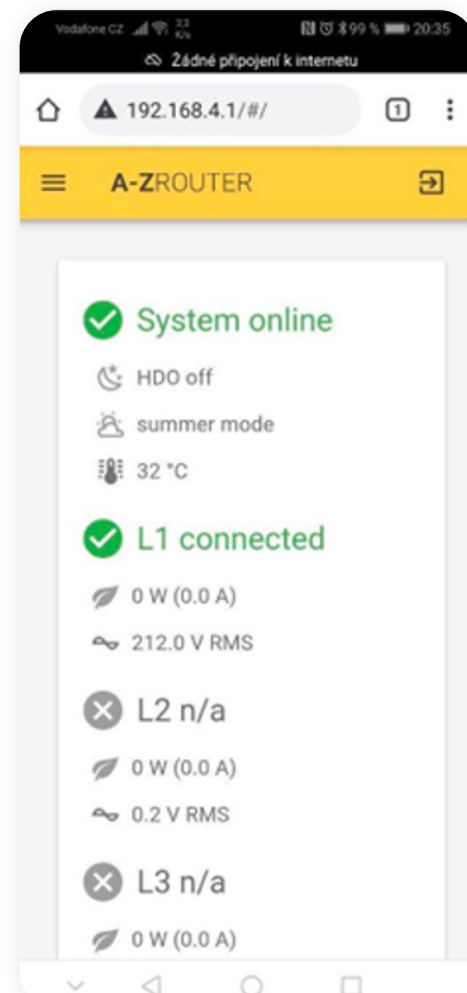 Vodafone CZ 2,2 K/s 99 % 20:35
Žádné připojení k internetu
192.168.4.1/#/ 1
A-ZROUTER
System online
HDO off
summer mode
32 °C
L1 connected
0 W (0.0 A)
212.0 V RMS
L2 n/a
0 W (0.0 A)
0.2 V RMS
L3 n/a
0 W (0.0 A)